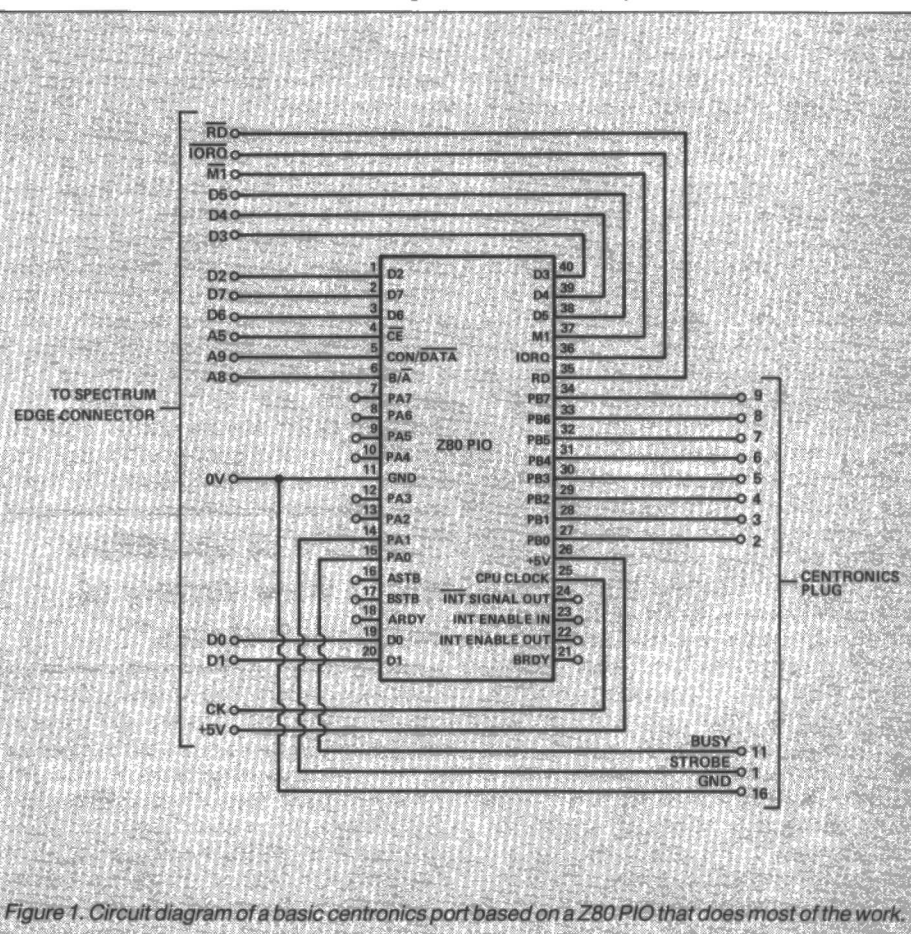 RD
IORQ
M1
D5
D4
D3
D2
D7
D6
A5
A9
A8
TO SPECTRUM
EDGE CONNECTOR
0V
D0
D1
CK
+5V
1 D2
2 D7
3 D6
4 CE
5 CON/DATA
6 B/A
7 PA7
8 PA6
9 PA5
10 PA4
11 GND
12 PA3
13 PA2
14 PA1
15 PA0
16 ASTB
17 BSTB
18 ARDY
19 D0
20 D1
Z80 PIO
D3 40
D4 39
D5 38
M1 37
IORQ 36
RD 35
PB7 34
PB6 33
PB5 32
PB4 31
PB3 30
PB2 29
PB1 28
PB0 27
+5V 26
CPU CLOCK 25
INT SIGNAL OUT 24
INT ENABLE IN 23
INT ENABLE OUT 22
BRDY 21
9
8
7
6
5
4
3
2
CENTRONICS
PLUG
BUSY 11
STROBE 1
GND 16
Figure 1. Circuit diagram of a basic centronics port based on a Z80 PIO that does most of the work.